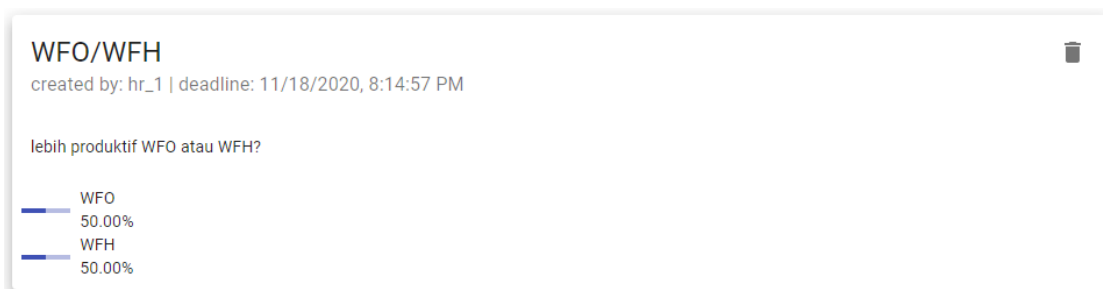 WFO/WFH
created by: hr_1 | deadline: 11/18/2020, 8:14:57 PM
lebih produktif WFO atau WFH?
WFO
50.00%
WFH
50.00%